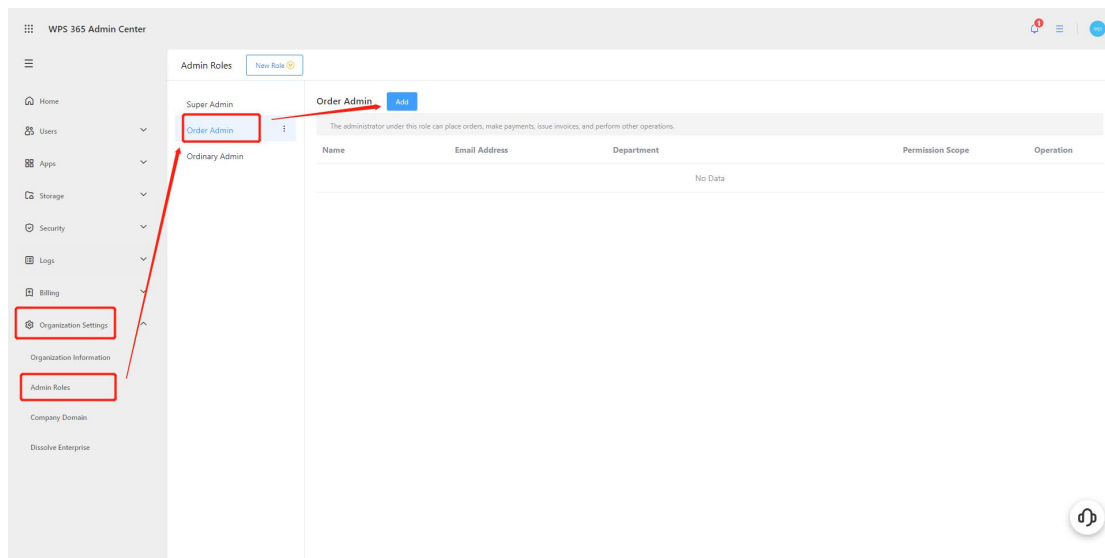 WPS 365 Admin Center
1
Admin Roles
New Role
Home
Users
Apps
Storage
Security
Logs
Billing
Organization Settings
Organization Information
Admin Roles
Company Domain
Dissolve Enterprise
Super Admin
Order Admin
Ordinary Admin
Order Admin
Add
The administrator under this role can place orders, make payments, issue invoices, and perform other operations.
Name Email Address Department Permission Scope Operation
No Data